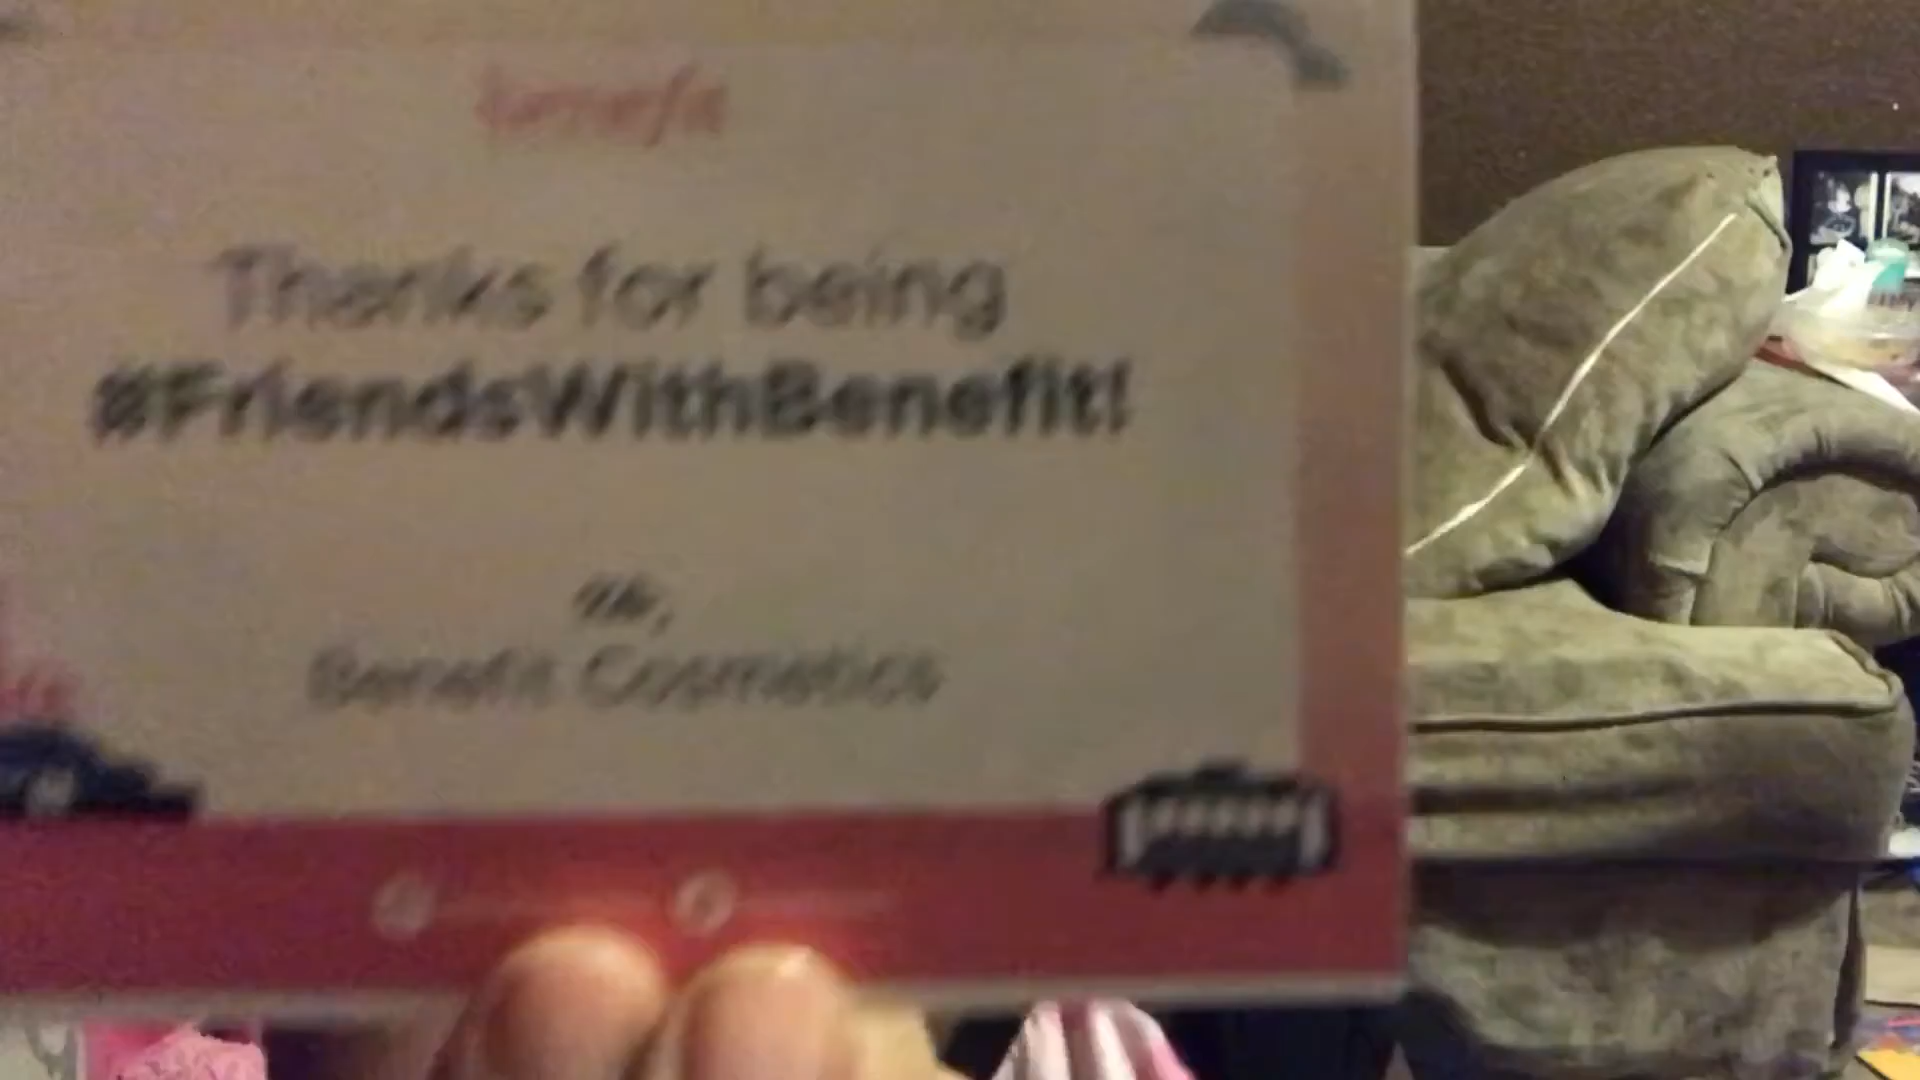 benefit
Thanks for being
#FriendsWithBenefit!
xo,
Benefit Cosmetics